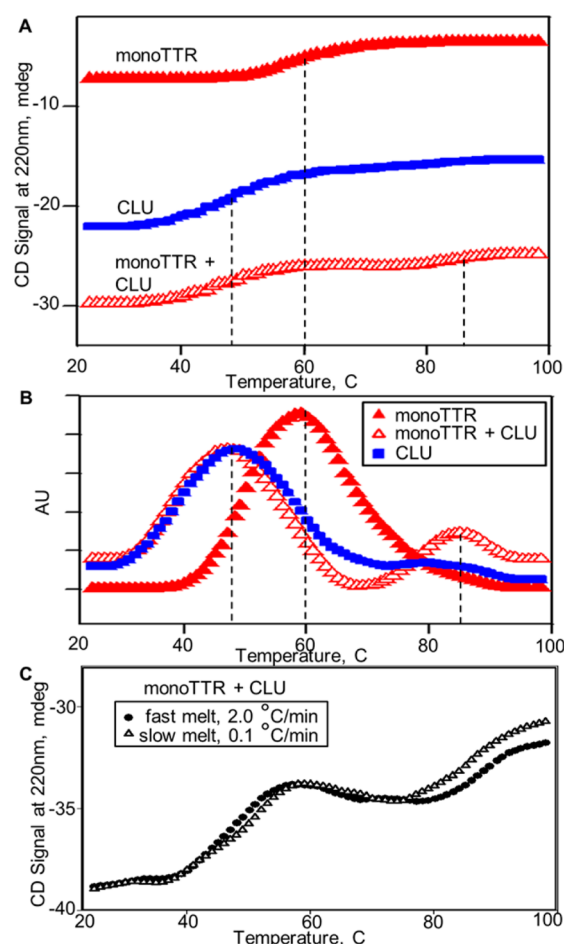 A
monoTTR
CLU
monoTTR +
CLU
CD Signal at 220nm, mdeg
-10
-20
-30
20
40
60
80
100
Temperature, C
B
monoTTR
monoTTR + CLU
CLU
AU
20
40
60
80
100
Temperature, C
C
monoTTR + CLU
fast melt, 2.0 °C/min
slow melt, 0.1 °C/min
CD Signal at 220nm, mdeg
-30
-35
-40
20
40
60
80
100
Temperature, C